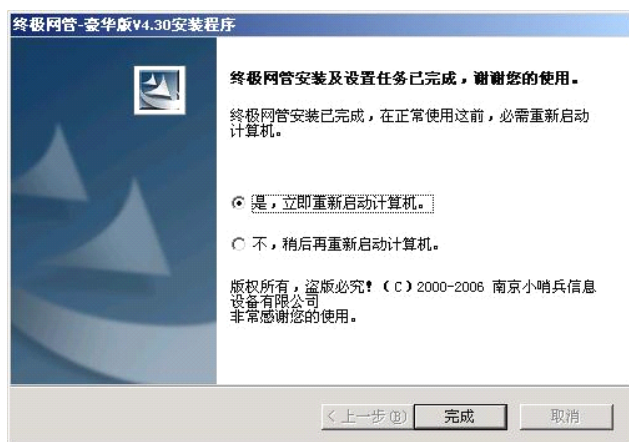 终极网管-豪华版V4.30安装程序
终极网管安装及设置任务已完成，谢谢您的使用。
终极网管安装已完成，在正常使用这前，必需重新启动
计算机。
是，立即重新启动计算机。
不，稍后再重新启动计算机。
版权所有，盗版必究！(C)2000-2006 南京小哨兵信息
设备有限公司
非常感谢您的使用。
<上一步(B)
完成
取消